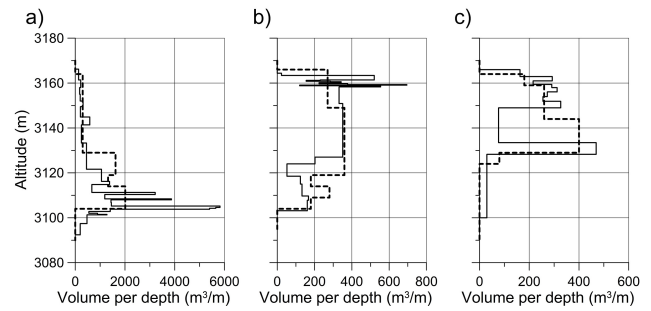 a) b) c)
3180
3160
3140
3120
3100
3080
Altitude (m)
0 2000 4000 6000 0 200 400 600 800 0 200 400 600
Volume per depth (m³/m) Volume per depth (m³/m) Volume per depth (m³/m)